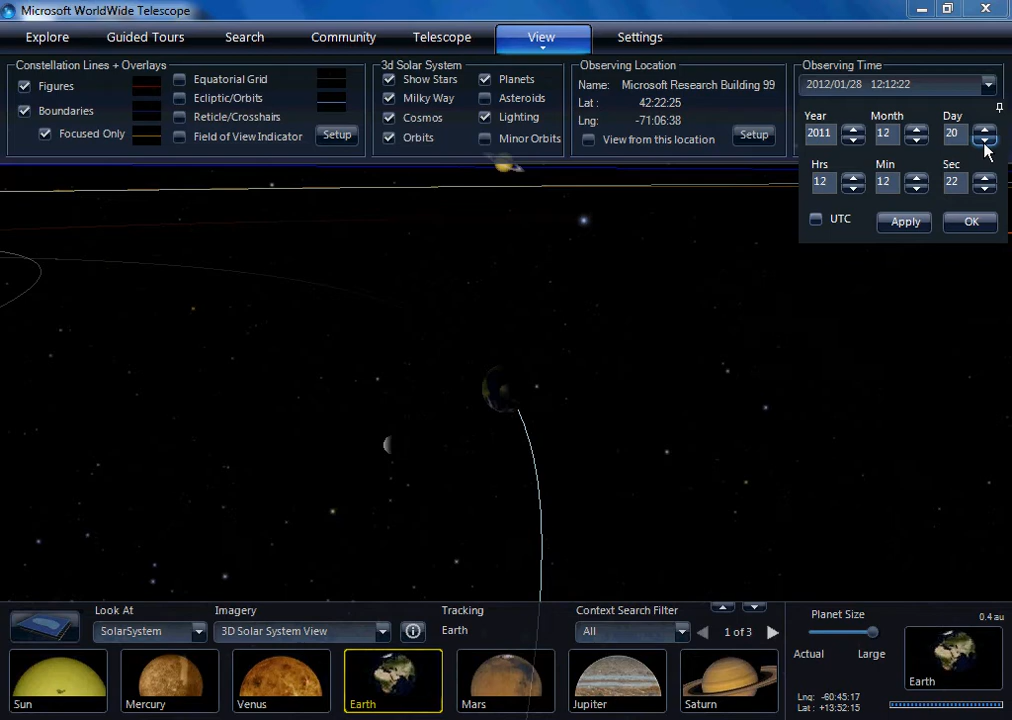 Microsoft WorldWide Telescope
Explore Guided Tours Search Community Telescope View Settings
Constellation Lines + Overlays
Figures
Boundaries
Focused Only
Equatorial Grid
Ecliptic/Orbits
Reticle/Crosshairs
Field of View Indicator
Setup
3d Solar System
Show Stars
Milky Way
Cosmos
Orbits
Planets
Asteroids
Lighting
Minor Orbits
Observing Location
Name: Microsoft Research Building 99
Lat : 42:22:25
Lng: -71:06:38
View from this location
Setup
Observing Time
2012/01/28 12:12:22
Year Month Day
2011 12 20
Hrs Min Sec
12 12 22
UTC Apply OK
Look At
SolarSystem
Imagery
3D Solar System View
Tracking
Earth
Context Search Filter
All
1 of 3
Planet Size
Actual Large
0.4 au
Earth
Lng: -60:45:17
Lat : +13:52:15
Sun Mercury Venus Earth Mars Jupiter Saturn